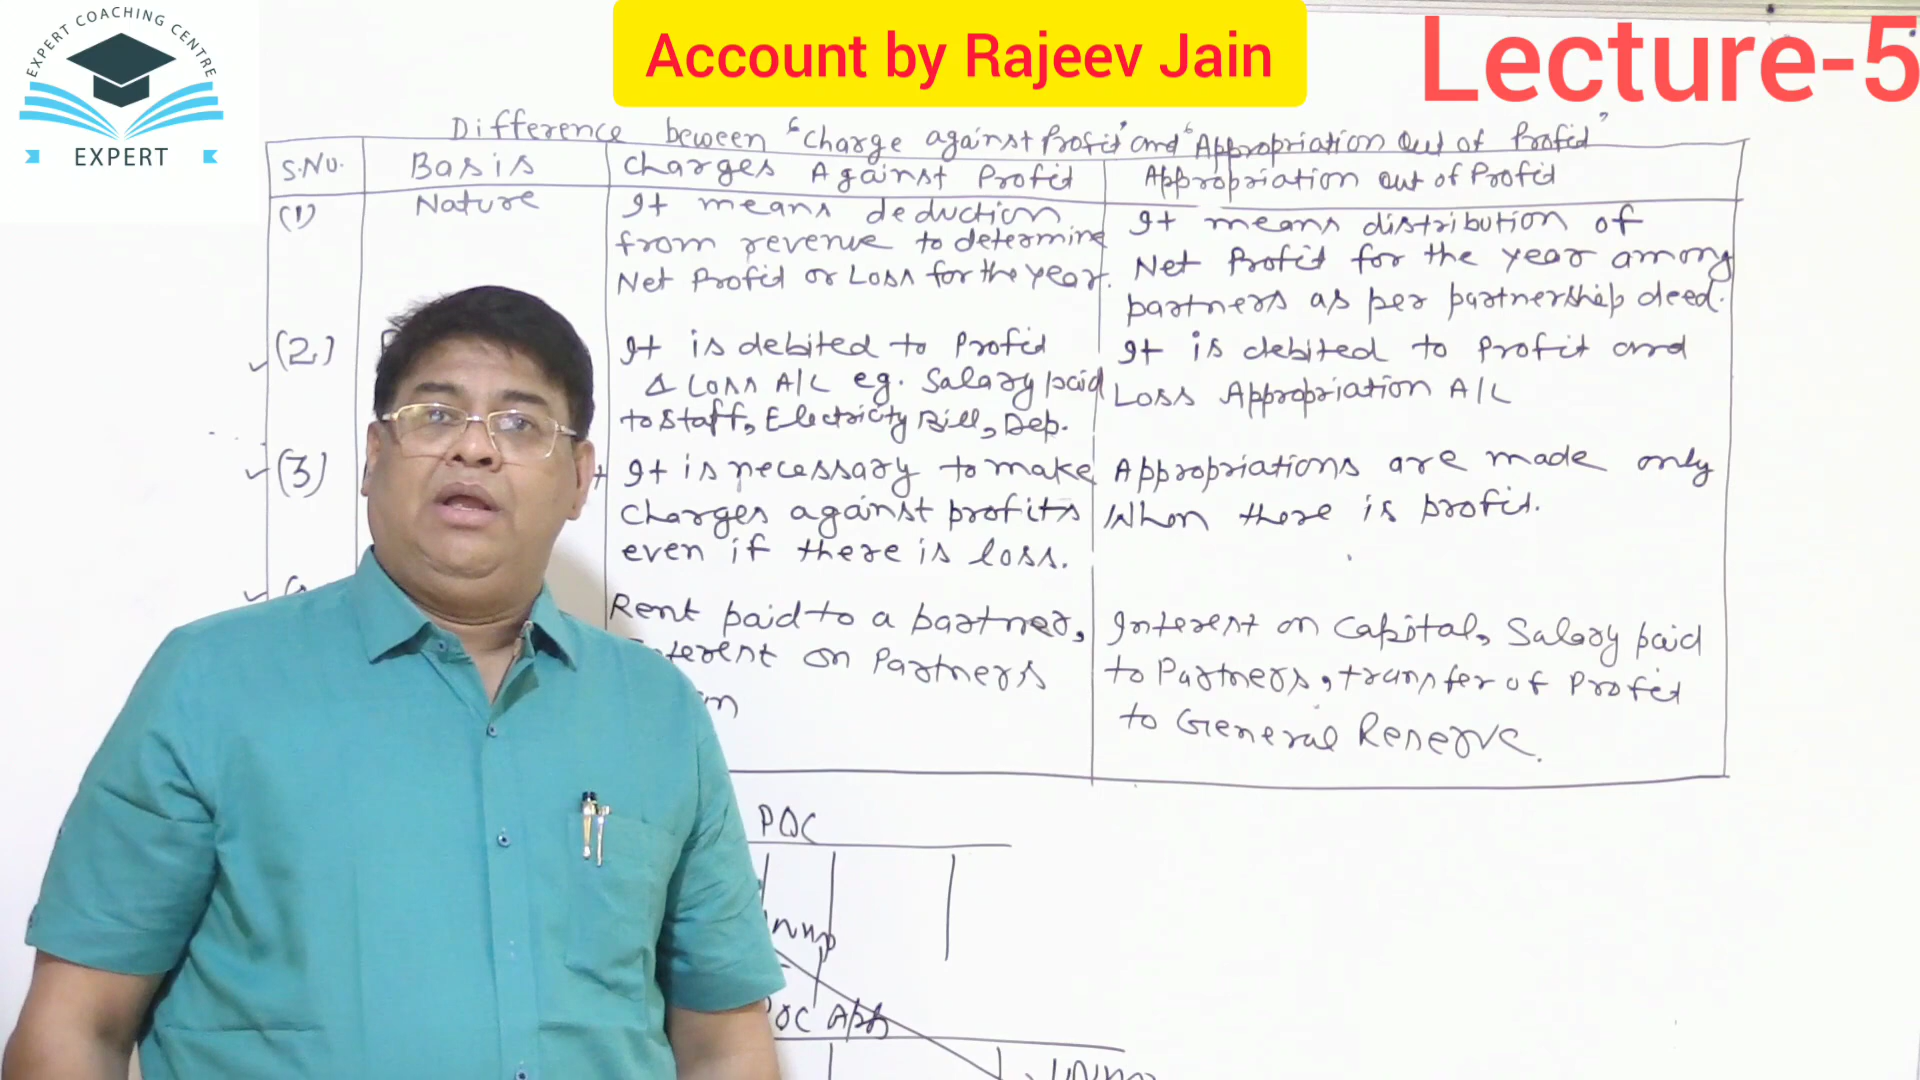 EXPERT COACHING CENTRE
EXPERT
Account by Rajeev Jain
Lecture-5
Difference beween "Charge against Profit" and "Appropriation Out of Profit"
S.No.
Basis
Charges Against Profit
Appropriation out of Profit
(1)
Nature
It means deduction
from revenue to determine
Net Profit or Loss for the year.
It means distribution of
Net Profit for the year among
partners as per partnership deed.
(2)
It is debited to Profit
& Loss A/C eg. Salary paid
to staff, Electricity Bill, Dep.
It is debited to Profit and
Loss Appropriation A/C
(3)
It is necessary to make
charges against profits
even if there is loss.
Appropriations are made only
When there is profit.
Rent paid to a partner,
Interest on Partners
Interest on Capital, Salary paid
to Partners, transfer of Profit
to General Reserve.